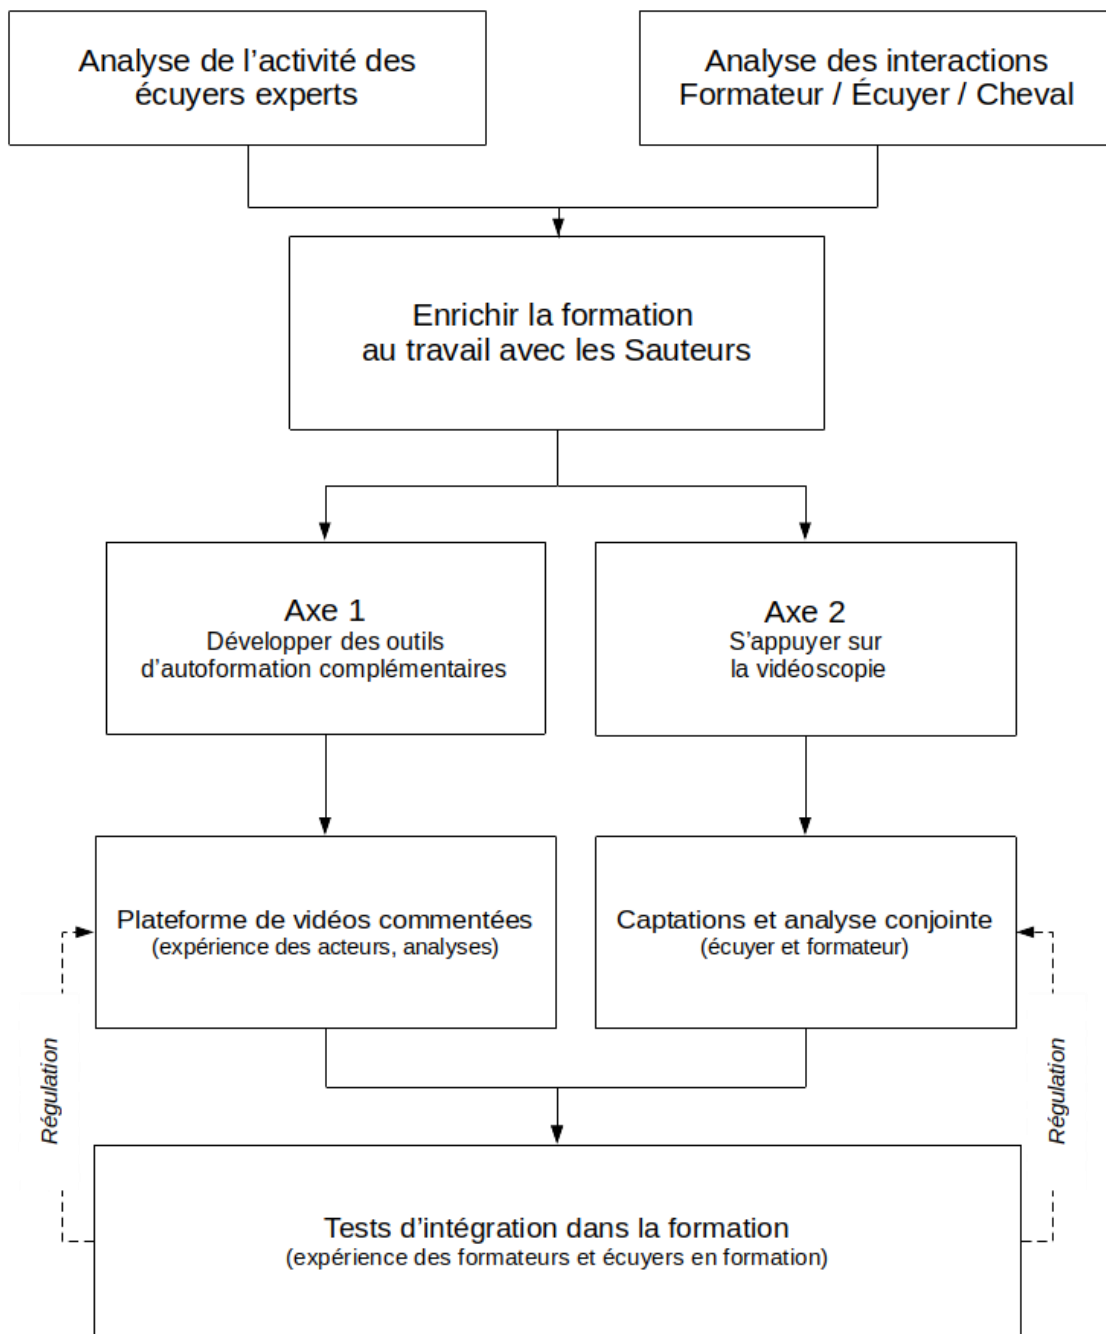 Analyse de l'activité des
écuyers experts
Analyse des interactions
Formateur / Écuyer / Cheval
Enrichir la formation
au travail avec les Sauteurs
Axe 1
Développer des outils
d'autoformation complémentaires
Axe 2
S'appuyer sur
la vidéoscopie
Plateforme de vidéos commentées
(expérience des acteurs, analyses)
Captations et analyse conjointe
(écuyer et formateur)
Régulation
Régulation
Tests d'intégration dans la formation
(expérience des formateurs et écuyers en formation)